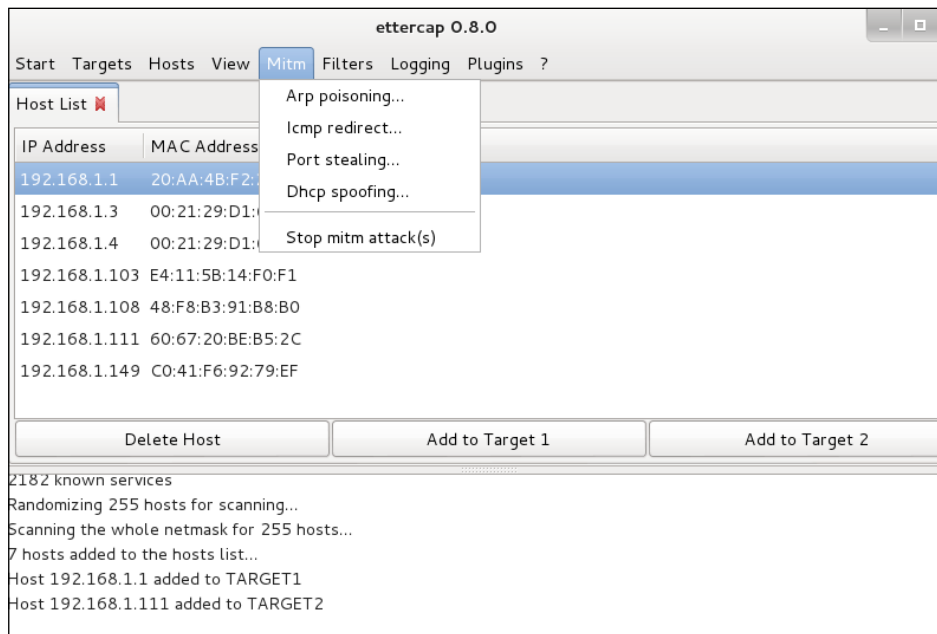 ettercap 0.8.0
Start Targets Hosts View Mitm Filters Logging Plugins ?
Host List
Arp poisoning...
Icmp redirect...
Port stealing...
Dhcp spoofing...
Stop mitm attack(s)
IP Address MAC Address
192.168.1.1 20:AA:4B:F2:
192.168.1.3 00:21:29:D1:
192.168.1.4 00:21:29:D1:
192.168.1.103 E4:11:5B:14:F0:F1
192.168.1.108 48:F8:B3:91:B8:B0
192.168.1.111 60:67:20:BE:B5:2C
192.168.1.149 C0:41:F6:92:79:EF
Delete Host Add to Target 1 Add to Target 2
2182 known services
Randomizing 255 hosts for scanning...
Scanning the whole netmask for 255 hosts...
7 hosts added to the hosts list...
Host 192.168.1.1 added to TARGET1
Host 192.168.1.111 added to TARGET2